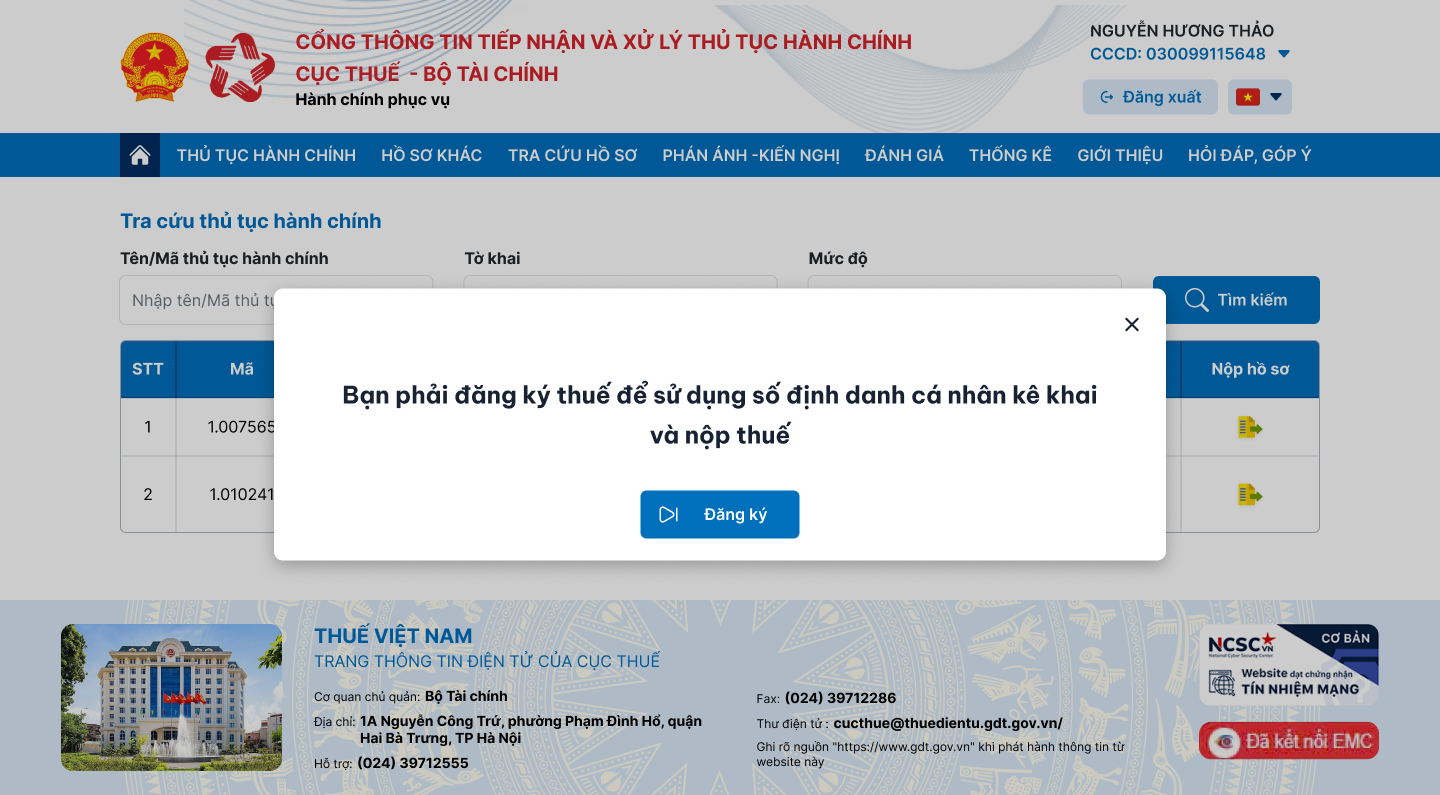 CỔNG THÔNG TIN TIẾP NHẬN VÀ XỬ LÝ THỦ TỤC HÀNH CHÍNH
CỤC THUẾ - BỘ TÀI CHÍNH
Hành chính phục vụ
NGUYỄN HƯƠNG THẢO
CCCD: 030099115648
Đăng xuất
THỦ TỤC HÀNH CHÍNH HỒ SƠ KHÁC TRA CỨU HỒ SƠ PHẢN ÁNH -KIẾN NGHỊ ĐÁNH GIÁ THỐNG KÊ GIỚI THIỆU HỎI ĐÁP, GÓP Ý
Tra cứu thủ tục hành chính
Tên/Mã thủ tục hành chính Tờ khai Mức độ
Nhập tên/Mã thủ tụ
Tìm kiếm
STT Mã Nộp hồ sơ
1 1.007565
2 1.010241
Bạn phải đăng ký thuế để sử dụng số định danh cá nhân kê khai
và nộp thuế
Đăng ký
THUẾ VIỆT NAM
TRANG THÔNG TIN ĐIỆN TỬ CỦA CỤC THUẾ
Cơ quan chủ quản: Bộ Tài chính
Địa chỉ: 1A Nguyễn Công Trứ, phường Phạm Đình Hổ, quận
Hai Bà Trưng, TP Hà Nội
Hỗ trợ: (024) 39712555
Fax: (024) 39712286
Thư điện tử : cucthue@thuedientu.gdt.gov.vn/
Ghi rõ nguồn "https://www.gdt.gov.vn" khi phát hành thông tin từ
website này
NCSC VN
National Cyber Security Center
CƠ BẢN
Website đạt chứng nhận
TÍN NHIỆM MẠNG
Đã kết nối EMC